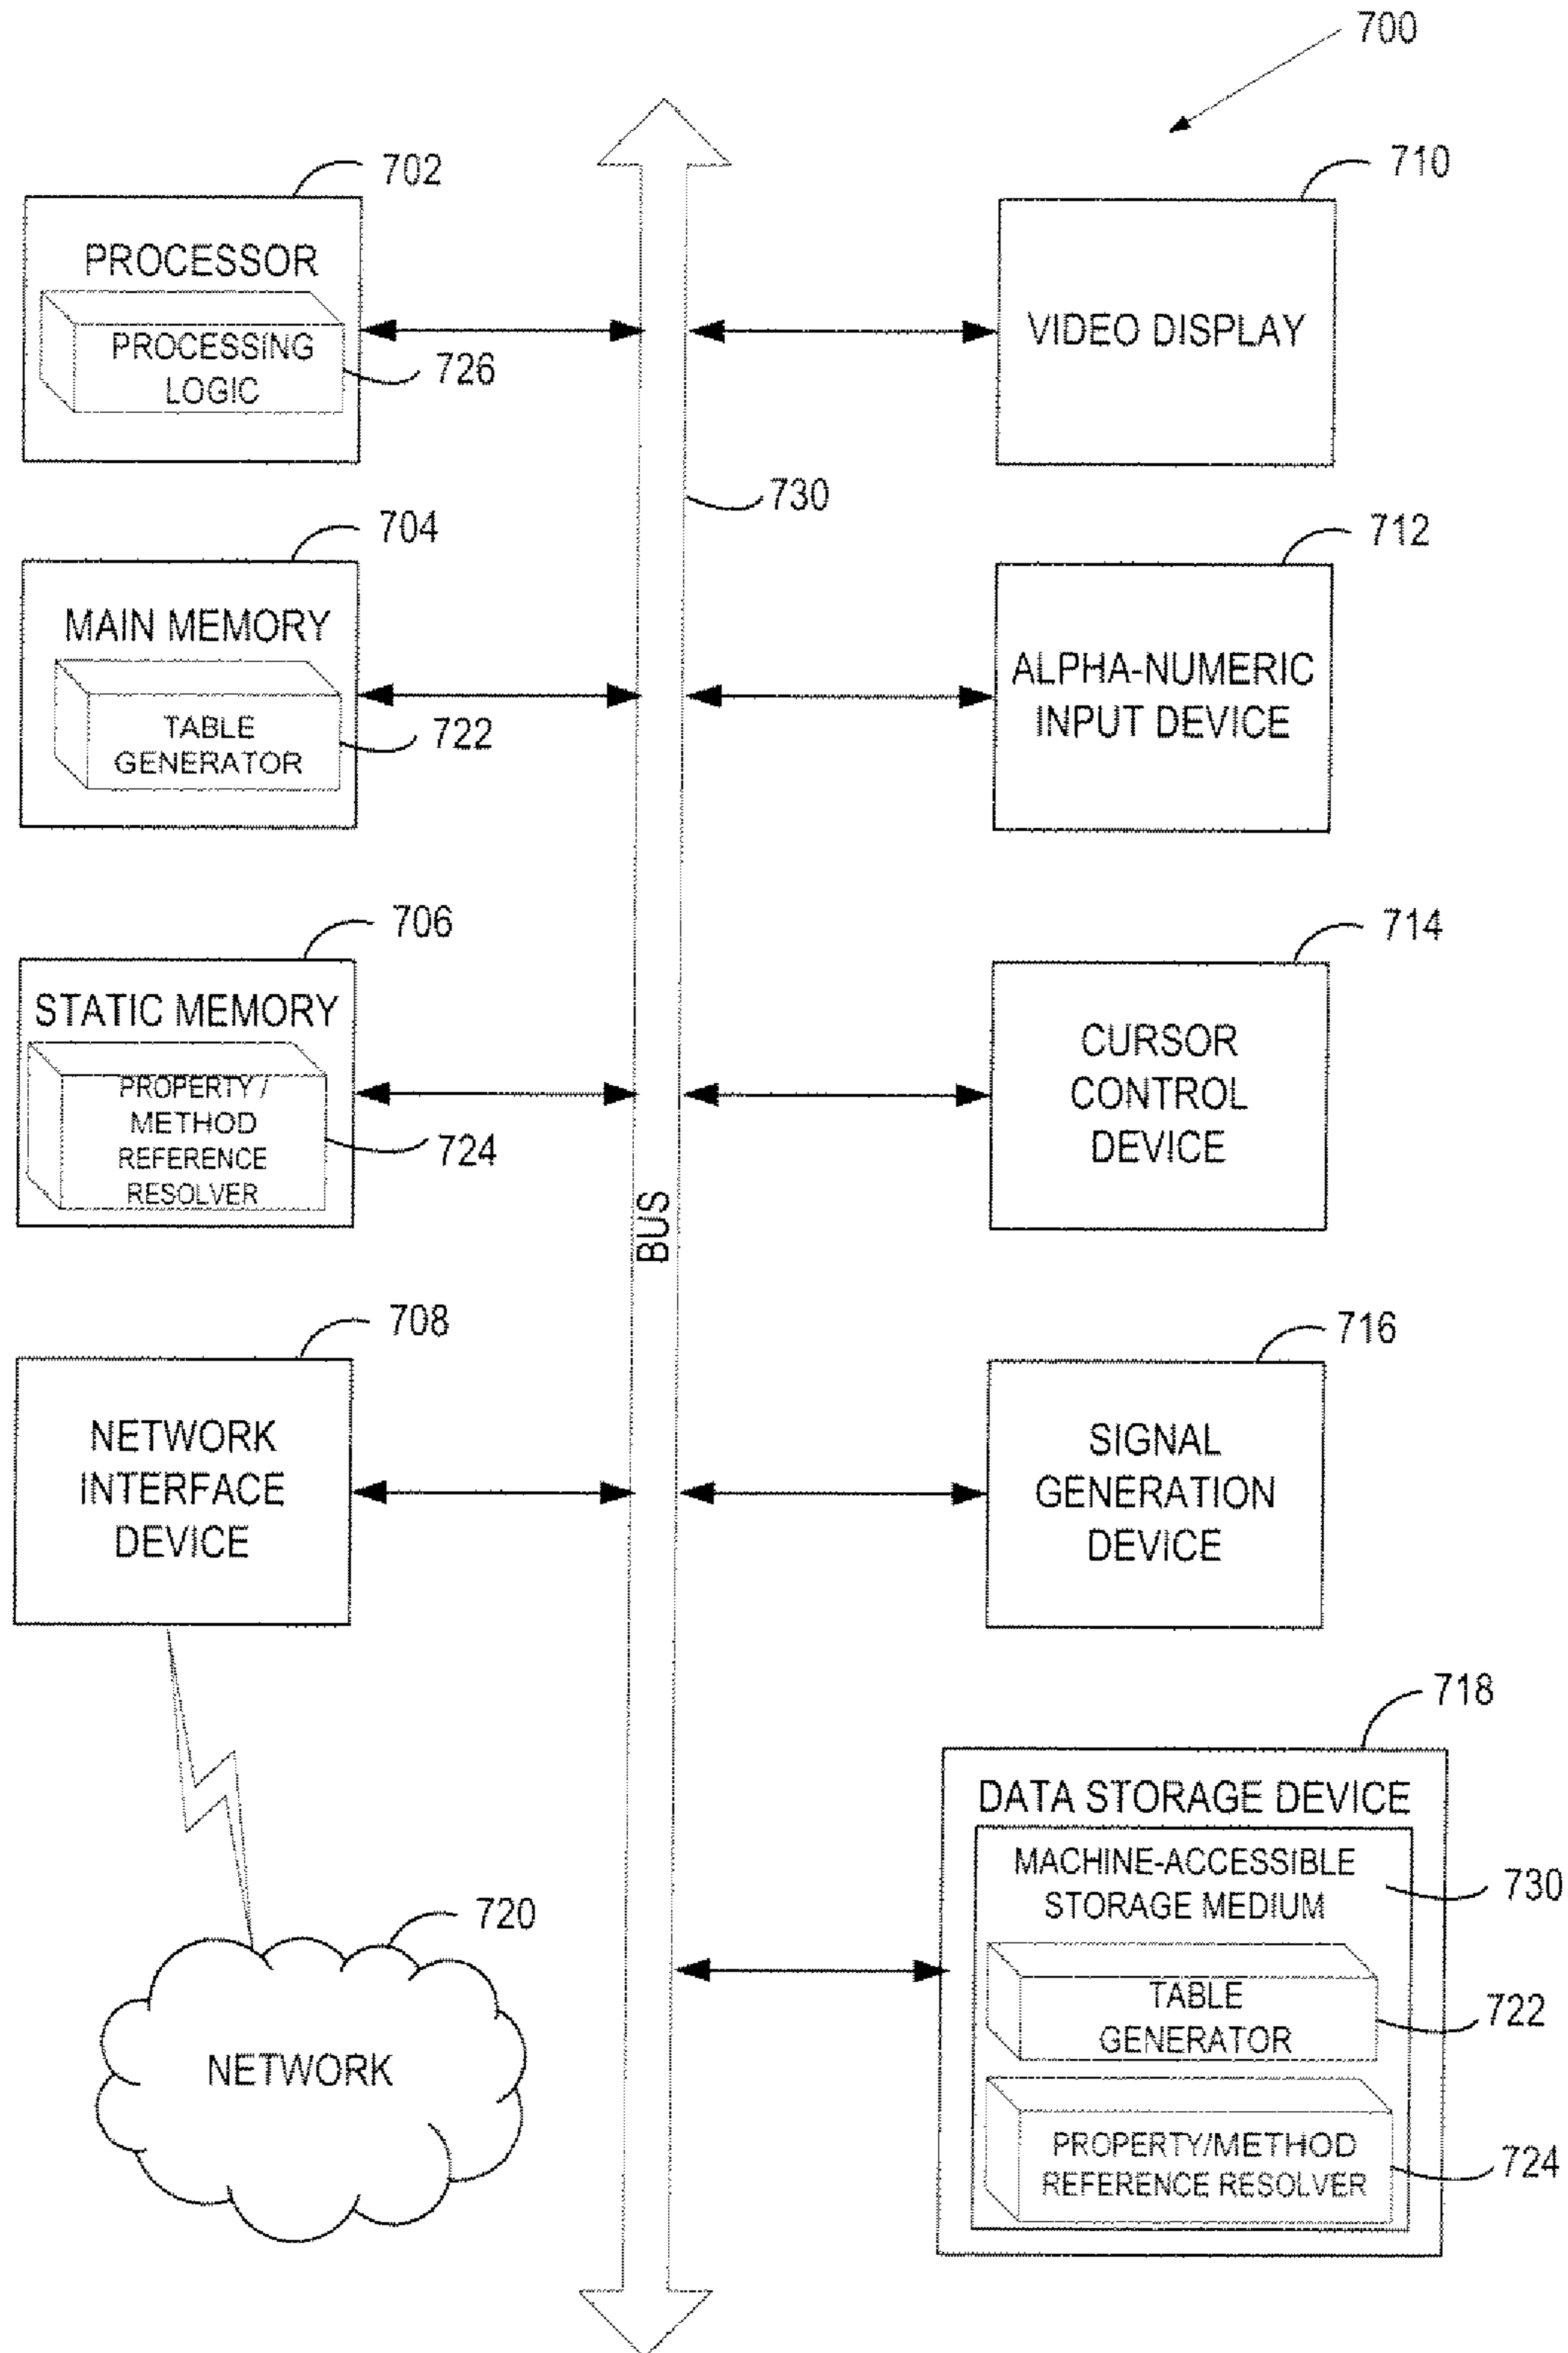 700
702
PROCESSOR
PROCESSING
LOGIC
726
710
VIDEO DISPLAY
730
704
MAIN MEMORY
TABLE
GENERATOR
722
712
ALPHA-NUMERIC
INPUT DEVICE
706
STATIC MEMORY
PROPERTY /
METHOD
REFERENCE
RESOLVER
724
714
CURSOR
CONTROL
DEVICE
BUS
708
NETWORK
INTERFACE
DEVICE
716
SIGNAL
GENERATION
DEVICE
720
NETWORK
718
DATA STORAGE DEVICE
MACHINE-ACCESSIBLE
STORAGE MEDIUM
730
TABLE
GENERATOR
722
PROPERTY/METHOD
REFERENCE RESOLVER
724